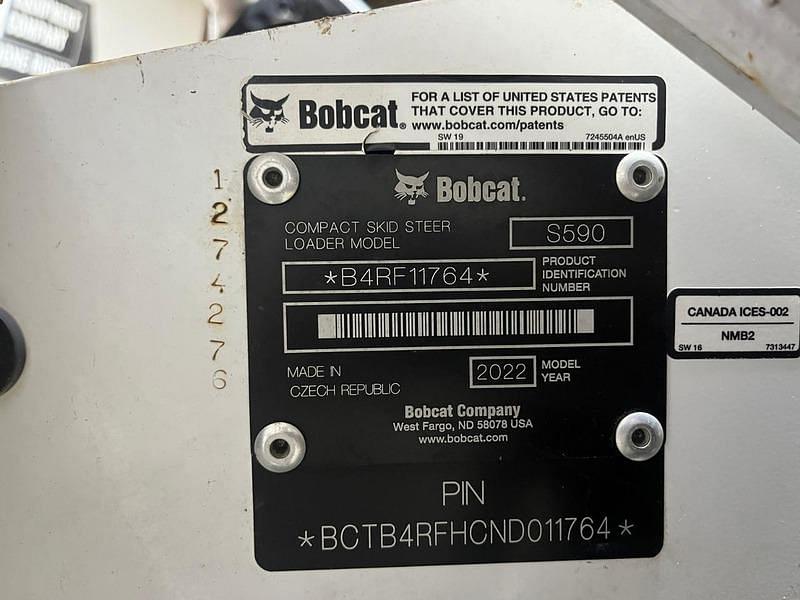 Bobcat.
FOR A LIST OF UNITED STATES PATENTS
THAT COVER THIS PRODUCT, GO TO:
www.bobcat.com/patents
SW 19
7245504A enUS
1
2
7
4
2
7
6
Bobcat.
COMPACT SKID STEER
LOADER MODEL
S590
*B4RF11764*
PRODUCT
IDENTIFICATION
NUMBER
MADE IN
CZECH REPUBLIC
2022
MODEL
YEAR
Bobcat Company
West Fargo, ND 58078 USA
www.bobcat.com
PIN
*BCTB4RFHCND011764*
CANADA ICES-002
NMB2
SW 16
7313447